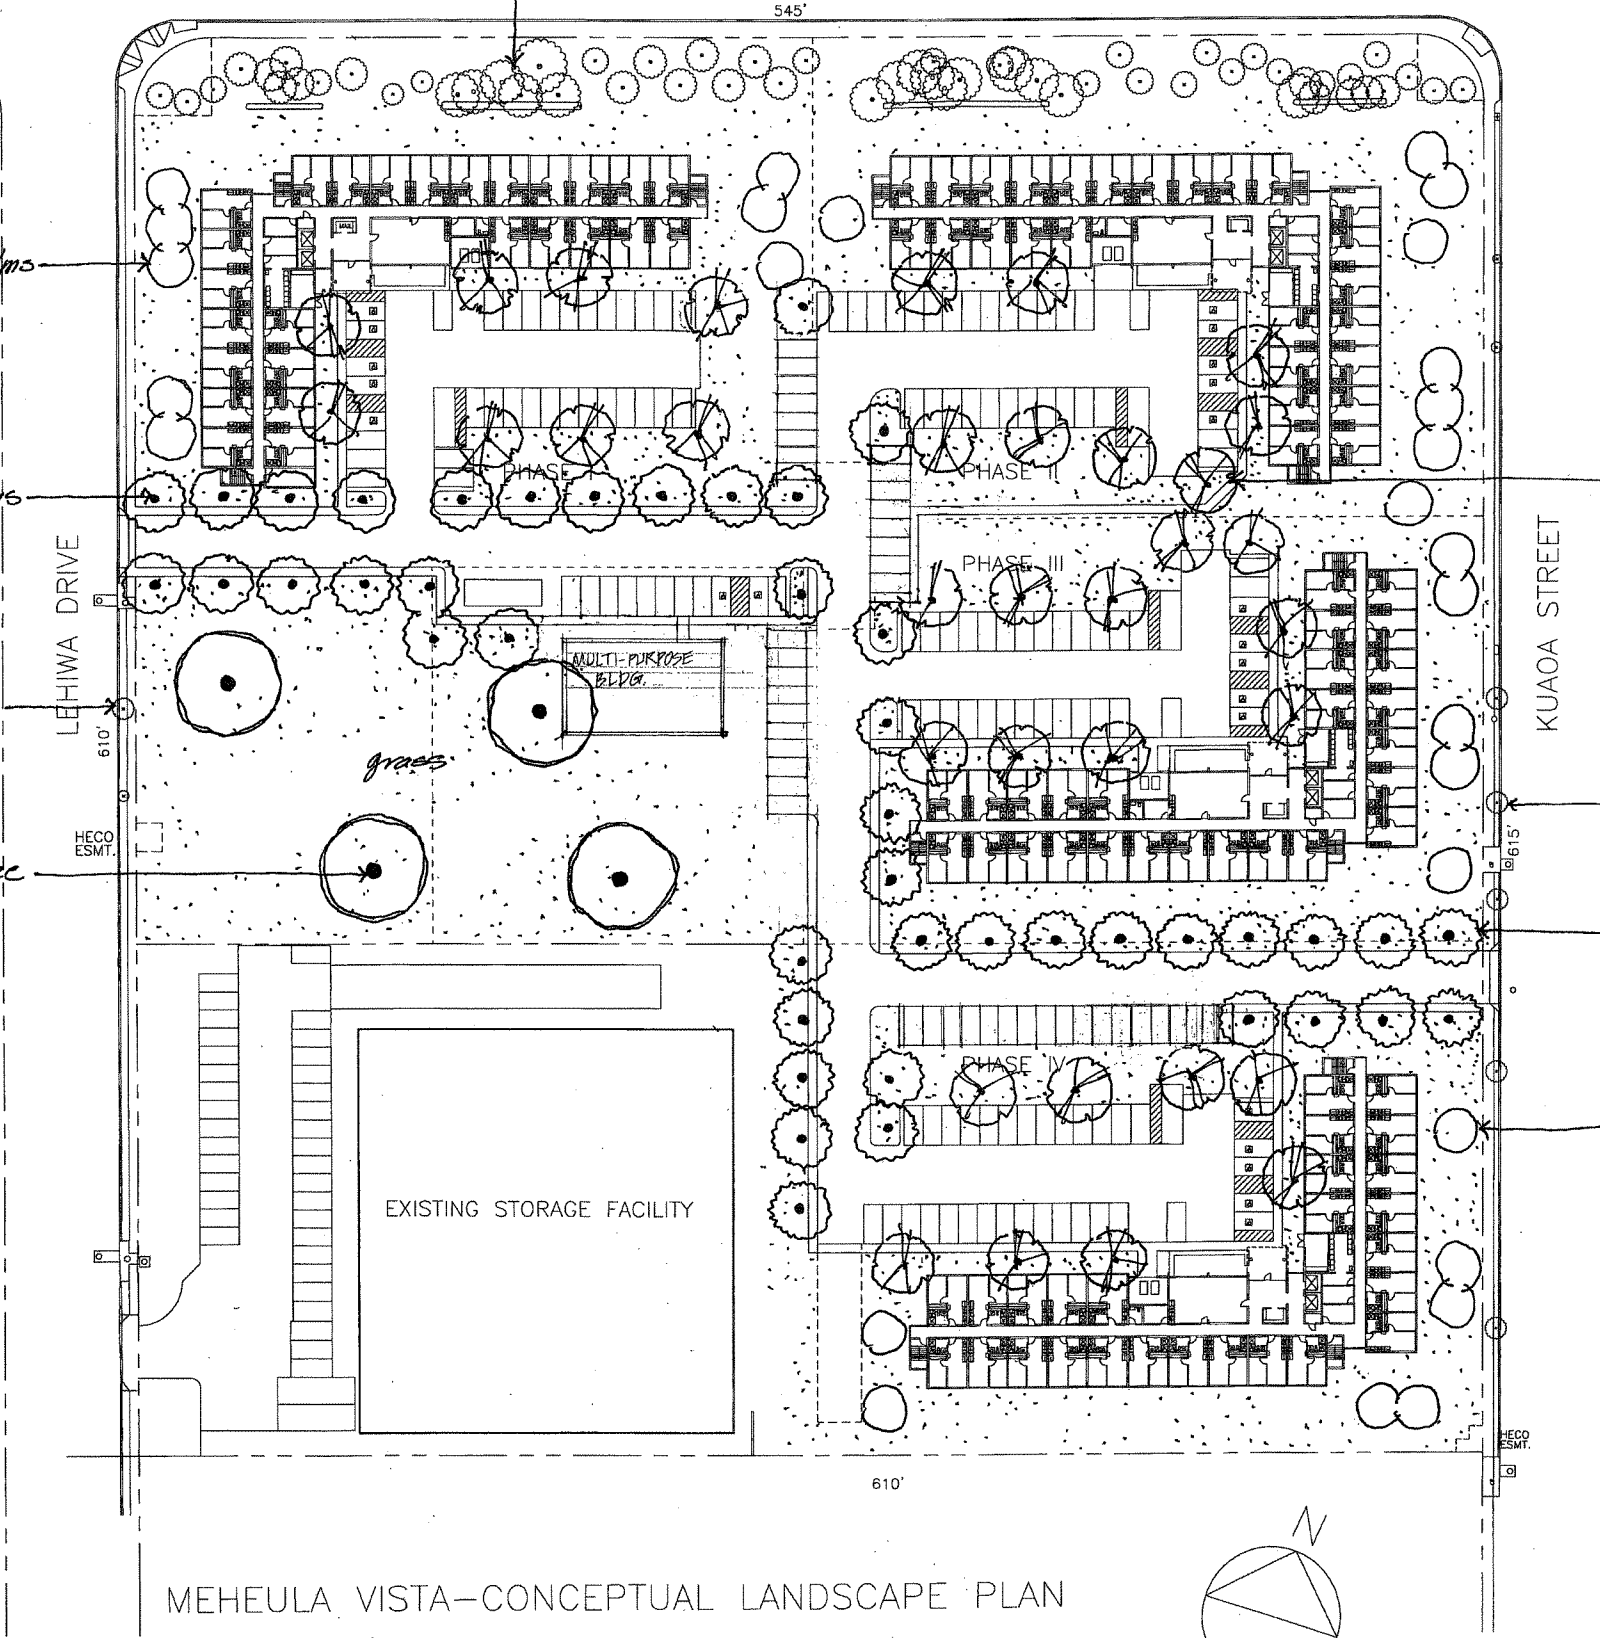 545'
ms
PHASE I
PHASE II
s
PHASE III
LEHIWA DRIVE
KUAOA STREET
MULTI-PURPOSE
BLDG.
610'
grass
HECO
ESMT.
615'
PHASE IV
EXISTING STORAGE FACILITY
HECO
ESMT.
610'
N
MEHEULA VISTA-CONCEPTUAL LANDSCAPE PLAN